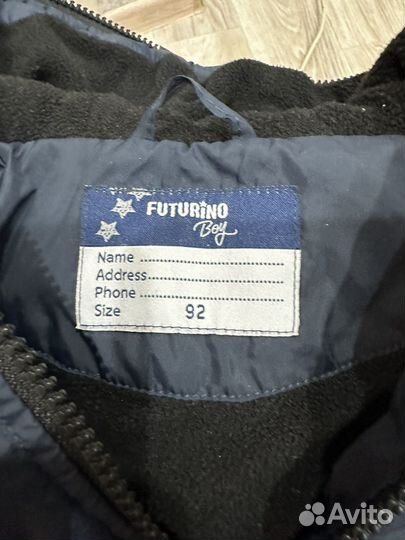 FUTURiNO
Boy
Name
Address
Phone
Size 92
Avito